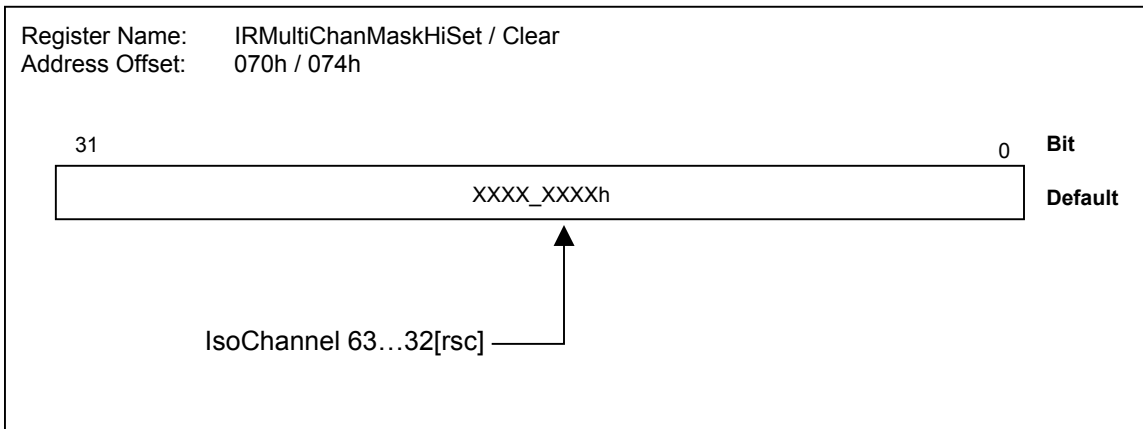 Register Name: IRMultiChanMaskHiSet / Clear
Address Offset: 070h / 074h
31 0 Bit
XXXX_XXXXh Default
IsoChannel 63…32[rsc]